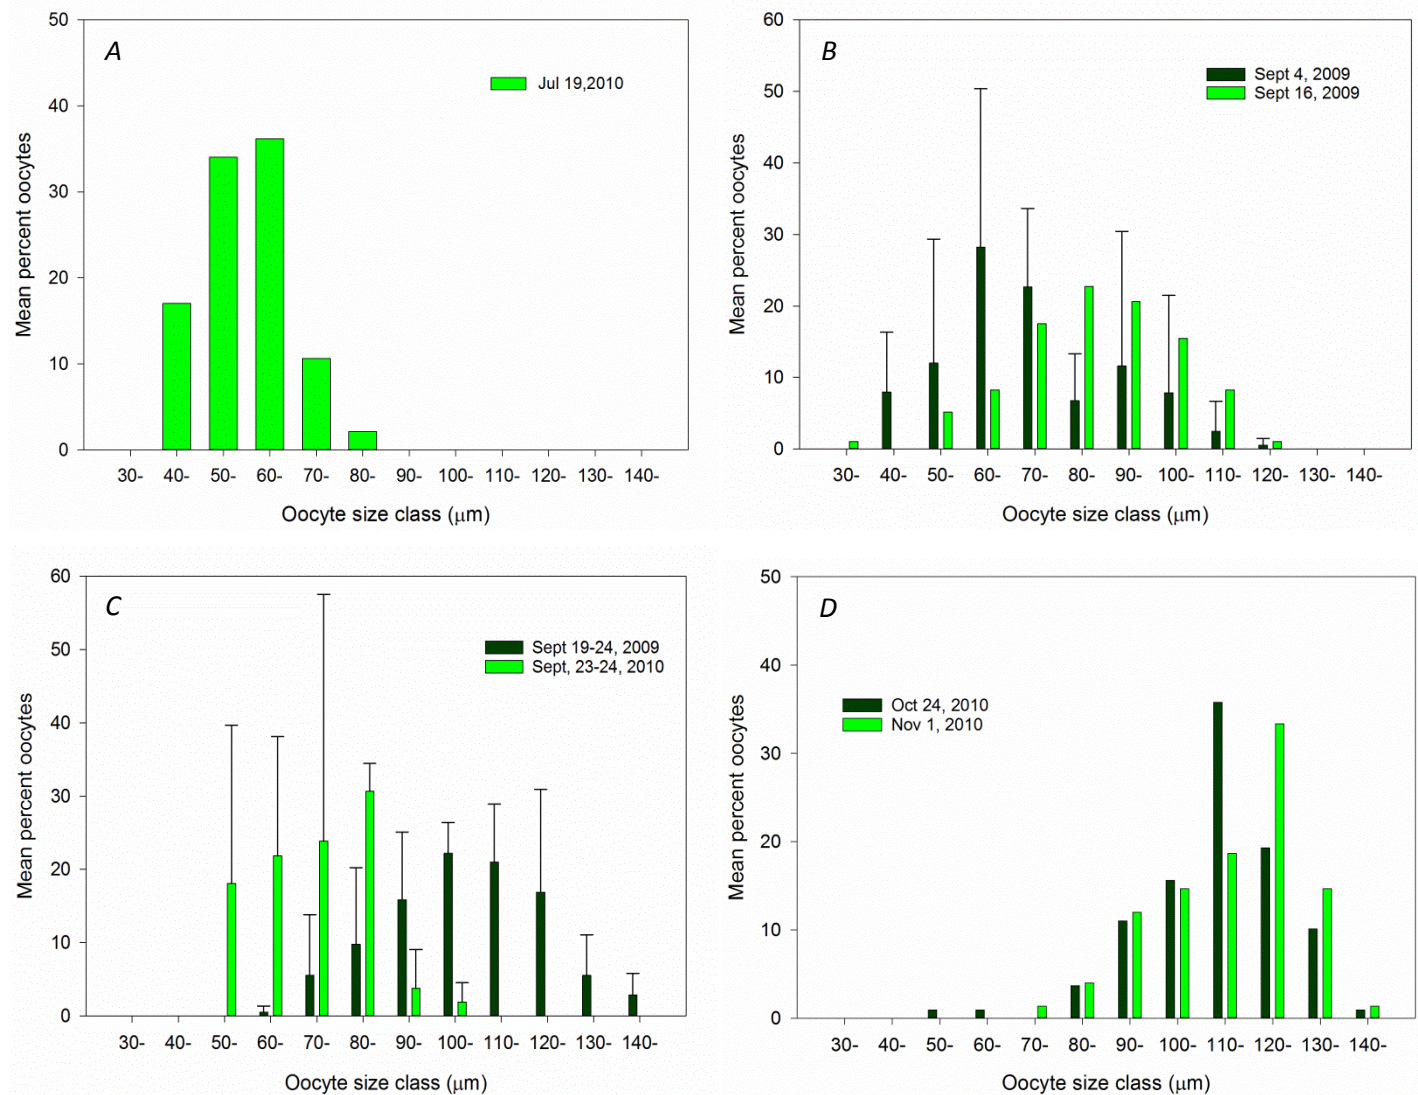 A
Jul 19,2010
50
40
30
20
10
0
Mean percent oocytes
30- 40- 50- 60- 70- 80- 90- 100- 110- 120- 130- 140-
Oocyte size class (μm)
B
Sept 4, 2009
Sept 16, 2009
60
50
40
30
20
10
0
Mean percent oocytes
30- 40- 50- 60- 70- 80- 90- 100- 110- 120- 130- 140-
Oocyte size class (μm)
C
Sept 19-24, 2009
Sept, 23-24, 2010
60
50
40
30
20
10
0
Mean percent oocytes
30- 40- 50- 60- 70- 80- 90- 100- 110- 120- 130- 140-
Oocyte size class (μm)
D
Oct 24, 2010
Nov 1, 2010
50
40
30
20
10
0
Mean percent oocytes
30- 40- 50- 60- 70- 80- 90- 100- 110- 120- 130- 140-
Oocyte size class (μm)